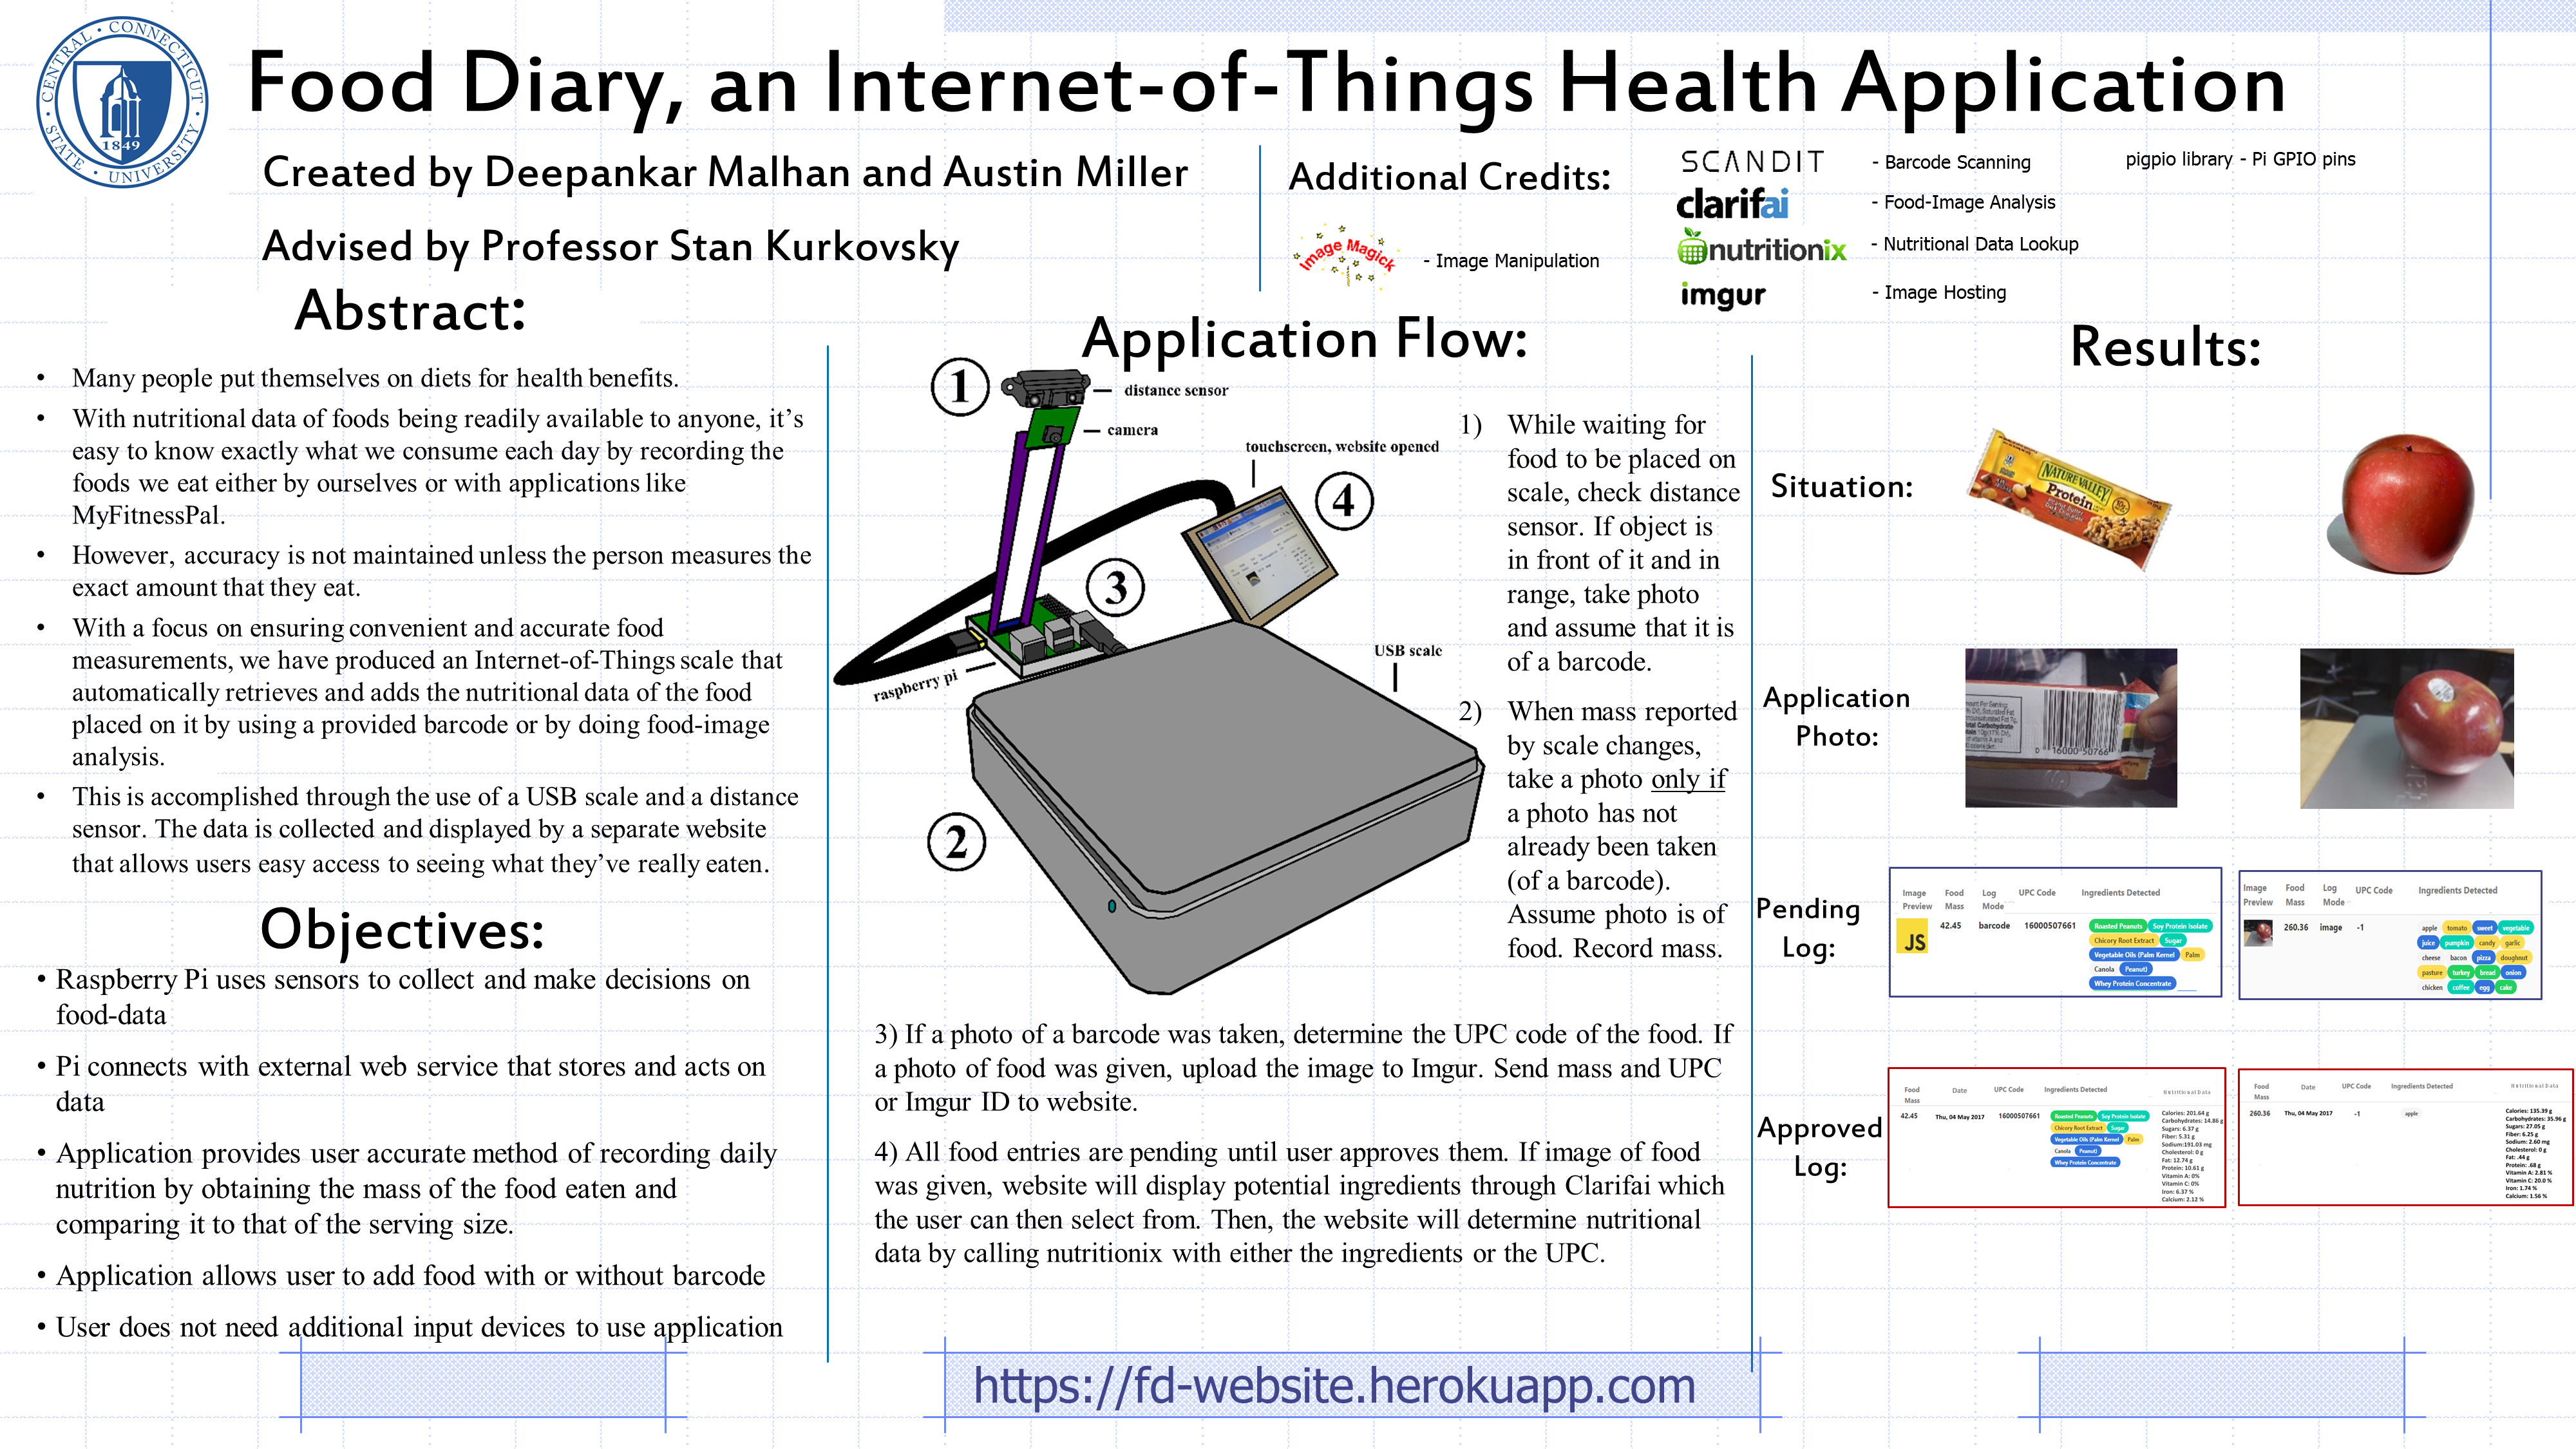 CENTRAL • CONNECTICUT • STATE • UNIVERSITY •
1849
Food Diary, an Internet-of-Things Health Application
Created by Deepankar Malhan and Austin Miller
Advised by Professor Stan Kurkovsky
Additional Credits:
Image Magick
- Image Manipulation
SCANDIT
- Barcode Scanning
clarifai
- Food-Image Analysis
nutritionix
- Nutritional Data Lookup
imgur
- Image Hosting
pigpio library - Pi GPIO pins
Abstract:
• Many people put themselves on diets for health benefits.
• With nutritional data of foods being readily available to anyone, it's
easy to know exactly what we consume each day by recording the
foods we eat either by ourselves or with applications like
MyFitnessPal.
• However, accuracy is not maintained unless the person measures the
exact amount that they eat.
• With a focus on ensuring convenient and accurate food
measurements, we have produced an Internet-of-Things scale that
automatically retrieves and adds the nutritional data of the food
placed on it by using a provided barcode or by doing food-image
analysis.
• This is accomplished through the use of a USB scale and a distance
sensor. The data is collected and displayed by a separate website
that allows users easy access to seeing what they've really eaten.
Objectives:
• Raspberry Pi uses sensors to collect and make decisions on
food-data
• Pi connects with external web service that stores and acts on
data
• Application provides user accurate method of recording daily
nutrition by obtaining the mass of the food eaten and
comparing it to that of the serving size.
• Application allows user to add food with or without barcode
• User does not need additional input devices to use application
Application Flow:
1
distance sensor
camera
touchscreen, website opened
4
3
raspberry pi
USB scale
2
1) While waiting for
food to be placed on
scale, check distance
sensor. If object is
in front of it and in
range, take photo
and assume that it is
of a barcode.
2) When mass reported
by scale changes,
take a photo only if
a photo has not
already been taken
(of a barcode).
Assume photo is of
food. Record mass.
3) If a photo of a barcode was taken, determine the UPC code of the food. If
a photo of food was given, upload the image to Imgur. Send mass and UPC
or Imgur ID to website.
4) All food entries are pending until user approves them. If image of food
was given, website will display potential ingredients through Clarifai which
the user can then select from. Then, the website will determine nutritional
data by calling nutritionix with either the ingredients or the UPC.
https://fd-website.herokuapp.com
Results:
Situation:
NATURE VALLEY
Protein
Application
Photo:
0 16000 50766
Pending
Log:
Image Preview Food Mass Log Mode UPC Code Ingredients Detected
JS 42.45 barcode 16000507661 Roasted Peanuts Soy Protein Isolate
Chicory Root Extract Sugar
Vegetable Oils (Palm Kernel Palm
Canola Peanut)
Whey Protein Concentrate
Image Preview Food Mass Log Mode UPC Code Ingredients Detected
260.36 image -1 apple tomato sweet vegetable
juice pumpkin candy garlic
cheese bacon pizza doughnut
pasture turkey bread onion
chicken coffee egg cake
Approved
Log:
Food Mass Date UPC Code Ingredients Detected Nutritional Data
42.45 Thu, 04 May 2017 16000507661 Roasted Peanuts Soy Protein Isolate
Chicory Root Extract Sugar
Vegetable Oils (Palm Kernel Palm
Canola Peanut)
Whey Protein Concentrate
Calories: 201.64 g
Carbohydrates: 14.86 g
Sugars: 6.37 g
Fiber: 5.31 g
Sodium:191.03 mg
Cholesterol: 0 g
Fat: 12.74 g
Protein: 10.61 g
Vitamin A: 0%
Vitamin C: 0%
Iron: 6.37 %
Calcium: 2.12 %
Food Mass Date UPC Code Ingredients Detected Nutritional Data
260.36 Thu, 04 May 2017 -1 apple
Calories: 135.39 g
Carbohydrates: 35.96 g
Sugars: 27.05 g
Fiber: 6.25 g
Sodium: 2.60 mg
Cholesterol: 0 g
Fat: .44 g
Protein: .68 g
Vitamin A: 2.81 %
Vitamin C: 20.0 %
Iron: 1.74 %
Calcium: 1.56 %